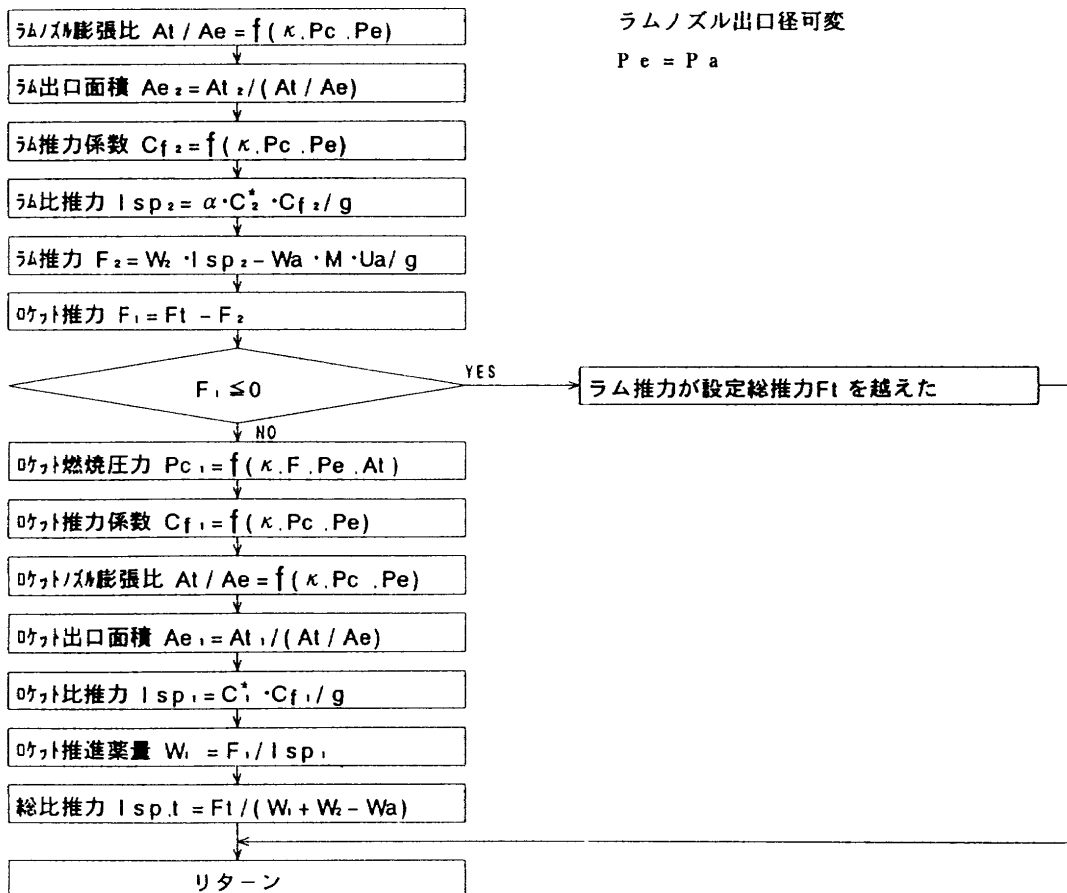 ラムノズル膨張比 At / Ae = f ( κ . Pc . Pe )
ラムノズル出口径可変
P e = P a
ラム出口面積 Ae₂ = At₂ / ( At / Ae )
ラム推力係数 Cf₂ = f ( κ . Pc . Pe )
ラム比推力 I sp₂ = α・C*₂・Cf₂ / g
ラム推力 F₂ = W₂・I sp₂ − Wa・M・Ua / g
ロケット推力 F₁ = Ft − F₂
F₁ ≦ 0
YES
ラム推力が設定総推力Ft を越えた
NO
ロケット燃焼圧力 Pc₁ = f ( κ . F . Pe . At )
ロケット推力係数 Cf₁ = f ( κ . Pc . Pe )
ロケットノズル膨張比 At / Ae = f ( κ . Pc . Pe )
ロケット出口面積 Ae₁ = At₁ / ( At / Ae )
ロケット比推力 I sp₁ = C*₁・Cf₁ / g
ロケット推進薬量 W₁ = F₁ / I sp₁
総比推力 I sp . t = Ft / ( W₁ + W₂ − Wa )
リターン